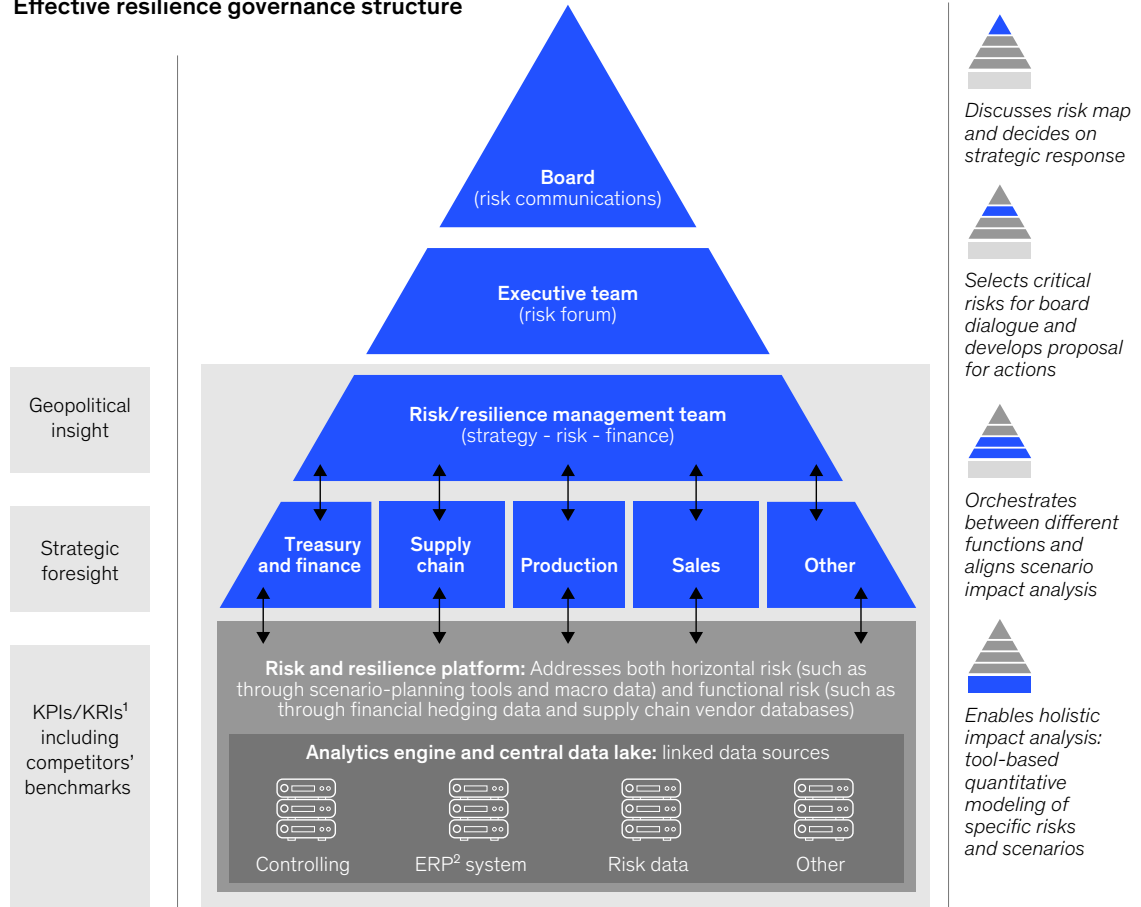 Effective resilience governance structure
Board
(risk communications)
Executive team
(risk forum)
Risk/resilience management team
(strategy - risk - finance)
Treasury
and finance
Supply
chain
Production
Sales
Other
Risk and resilience platform: Addresses both horizontal risk (such as
through scenario-planning tools and macro data) and functional risk (such as
through financial hedging data and supply chain vendor databases)
Analytics engine and central data lake: linked data sources
Controlling
ERP² system
Risk data
Other
Geopolitical
insight
Strategic
foresight
KPIs/KRIs¹
including
competitors’
benchmarks
Discusses risk map
and decides on
strategic response
Selects critical
risks for board
dialogue and
develops proposal
for actions
Orchestrates
between different
functions and
aligns scenario
impact analysis
Enables holistic
impact analysis:
tool-based
quantitative
modeling of
specific risks
and scenarios